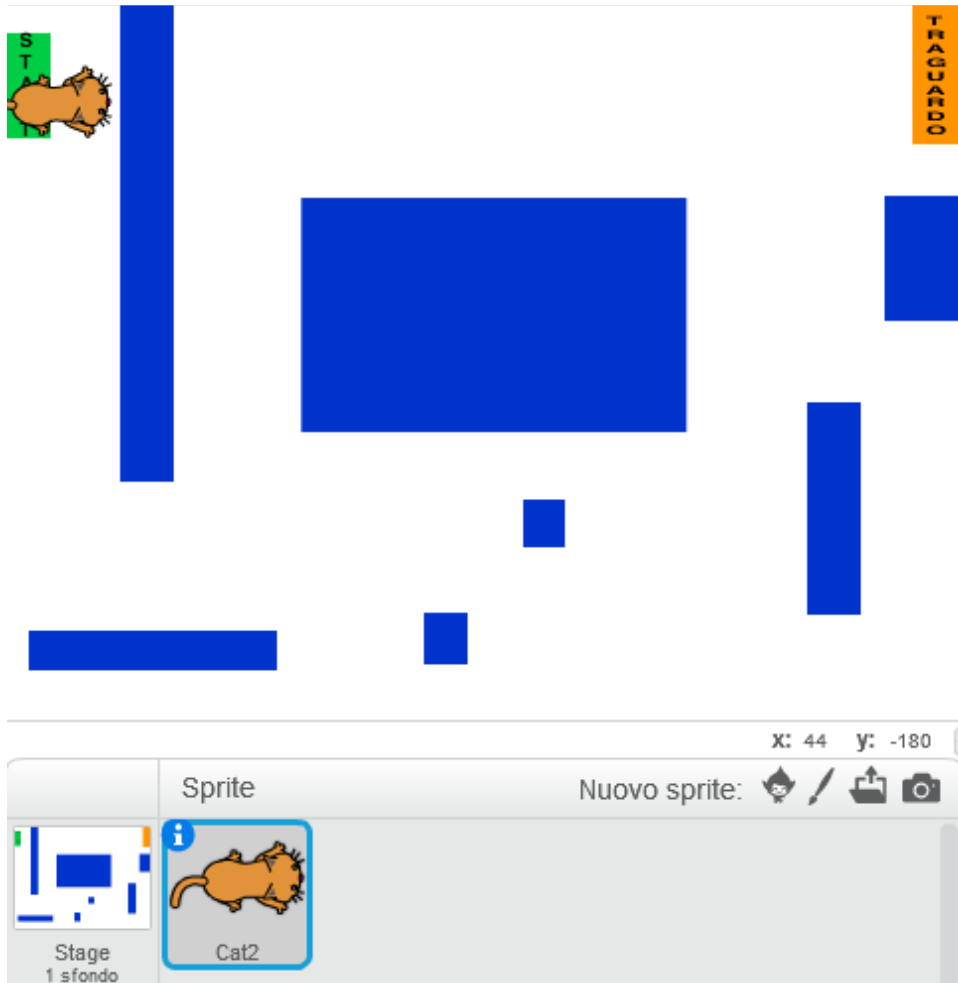 S
T
TRAGUARDO
x: 44 y: -180
Sprite
Nuovo sprite:
i
Stage
1 sfondo
Cat2